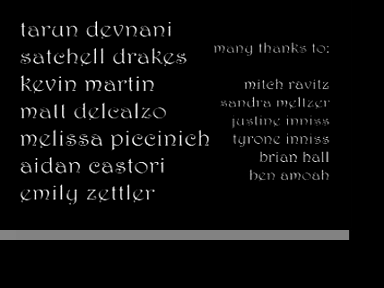 tarun devnani
satchell drakes
kevin martin
matt delcalzo
melissa piccinich
aidan castori
emily zettler
many thanks to:
mitch ravitz
sandra meltzer
justine inniss
tyrone inniss
brian hall
ben amoah